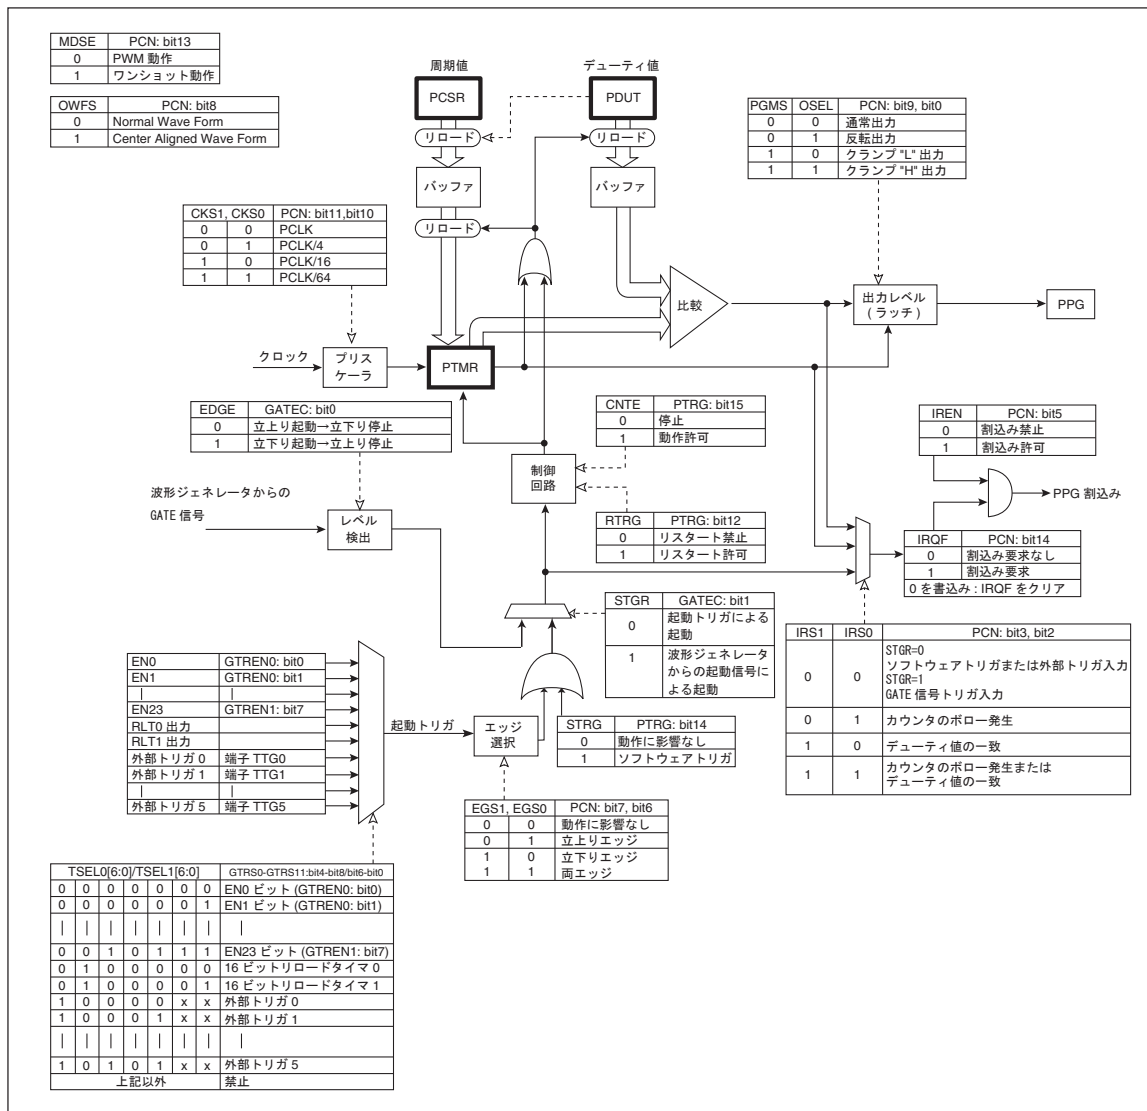 MDSE PCN: bit13
0 PWM 動作
1 ワンショット動作
OWFS PCN: bit8
0 Normal Wave Form
1 Center Aligned Wave Form
周期値
PCSR
リロード
バッファ
リロード
デューティ値
PDUT
リロード
バッファ
PGMS OSEL PCN: bit9, bit0
0 0 通常出力
0 1 反転出力
1 0 クランプ "L" 出力
1 1 クランプ "H" 出力
CKS1, CKS0 PCN: bit11,bit10
0 0 PCLK
0 1 PCLK/4
1 0 PCLK/16
1 1 PCLK/64
比較
出力レベル
( ラッチ )
PPG
クロック
プリス
ケーラ
PTMR
EDGE GATEC: bit0
0 立上り起動→立下り停止
1 立下り起動→立上り停止
CNTE PTRG: bit15
0 停止
1 動作許可
IREN PCN: bit5
0 割込み禁止
1 割込み許可
制御
回路
波形ジェネレータからの
GATE 信号
レベル
検出
PPG 割込み
RTRG PTRG: bit12
0 リスタート禁止
1 リスタート許可
IRQF PCN: bit14
0 割込み要求なし
1 割込み要求
0 を書込み : IRQF をクリア
STGR GATEC: bit1
0 起動トリガによる
起動
1 波形ジェネレータ
からの起動信号に
よる起動
IRS1 IRS0 PCN: bit3, bit2
0 0 STGR=0
ソフトウェアトリガまたは外部トリガ入力
STGR=1
GATE 信号トリガ入力
0 1 カウンタのボロー発生
1 0 デューティ値の一致
1 1 カウンタのボロー発生または
デューティ値の一致
EN0 GTREN0: bit0
EN1 GTREN0: bit1
| |
EN23 GTREN1: bit7
RLT0 出力
RLT1 出力
外部トリガ 0 端子 TTG0
外部トリガ 1 端子 TTG1
| |
外部トリガ 5 端子 TTG5
起動トリガ
エッジ
選択
STRG PTRG: bit14
0 動作に影響なし
1 ソフトウェアトリガ
EGS1, EGS0 PCN: bit7, bit6
0 0 動作に影響なし
0 1 立上りエッジ
1 0 立下りエッジ
1 1 両エッジ
TSEL0[6:0]/TSEL1[6:0] GTRS0-GTRS11:bit4-bit8/bit6-bit0
0 0 0 0 0 0 0 EN0 ビット (GTREN0: bit0)
0 0 0 0 0 0 1 EN1 ビット (GTREN0: bit1)
| | | | | | | |
0 0 1 0 1 1 1 EN23 ビット (GTREN1: bit7)
0 1 0 0 0 0 0 16 ビットリロードタイマ 0
0 1 0 0 0 0 1 16 ビットリロードタイマ 1
1 0 0 0 0 x x 外部トリガ 0
1 0 0 0 1 x x 外部トリガ 1
| | | | | | | |
1 0 1 0 1 x x 外部トリガ 5
上記以外 禁止